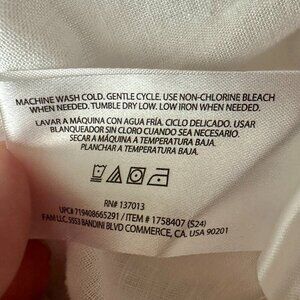 MACHINE WASH COLD. GENTLE CYCLE. USE NON-CHLORINE BLEACH
WHEN NEEDED. TUMBLE DRY LOW. LOW IRON WHEN NEEDED.
LAVAR A MÁQUINA CON AGUA FRÍA. CICLO DELICADO. USAR
BLANQUEADOR SIN CLORO CUANDO SEA NECESARIO.
SECAR A MÁQUINA A TEMPERATURA BAJA.
PLANCHAR A TEMPERATURA BAJA.
RN# 137013
UPC# 719408665291 / ITEM # 1758407 (S24)
FAM LLC. 5553 BANDINI BLVD COMMERCE, CA. USA 90201